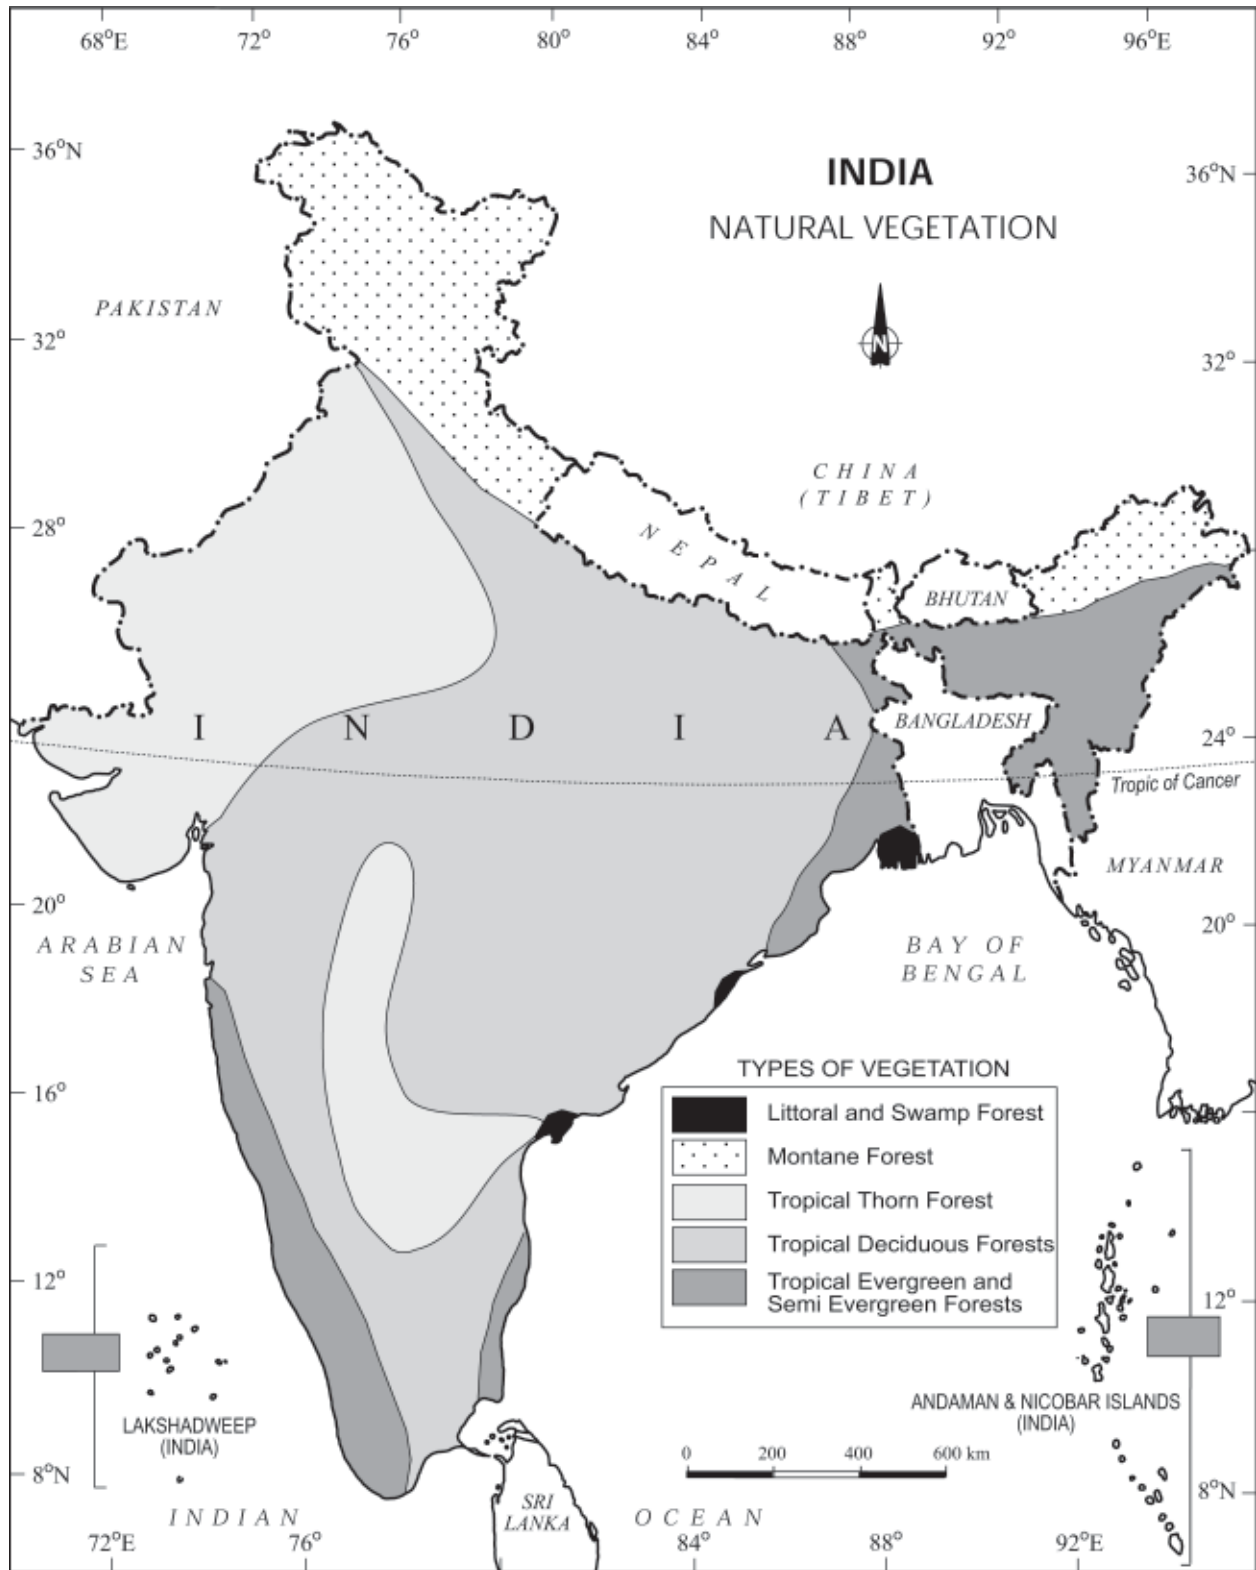 68°E 72° 76° 80° 84° 88° 92° 96°E
36°N
INDIA
36°N
NATURAL VEGETATION
PAKISTAN
N
32°
32°
CHINA
(TIBET)
28°
NEPAL
28°
BHUTAN
INDIA
BANGLADESH
24°
24°
Tropic of Cancer
MYANMAR
20°
20°
ARABIAN
SEA
BAY OF
BENGAL
TYPES OF VEGETATION
16°
Littoral and Swamp Forest
Montane Forest
Tropical Thorn Forest
Tropical Deciduous Forests
Tropical Evergreen and
Semi Evergreen Forests
12°
12°
LAKSHADWEEP
(INDIA)
ANDAMAN & NICOBAR ISLANDS
(INDIA)
0 200 400 600 km
8°N
8°N
SRI
LANKA
INDIAN OCEAN
72°E 76° 84° 88° 92°E